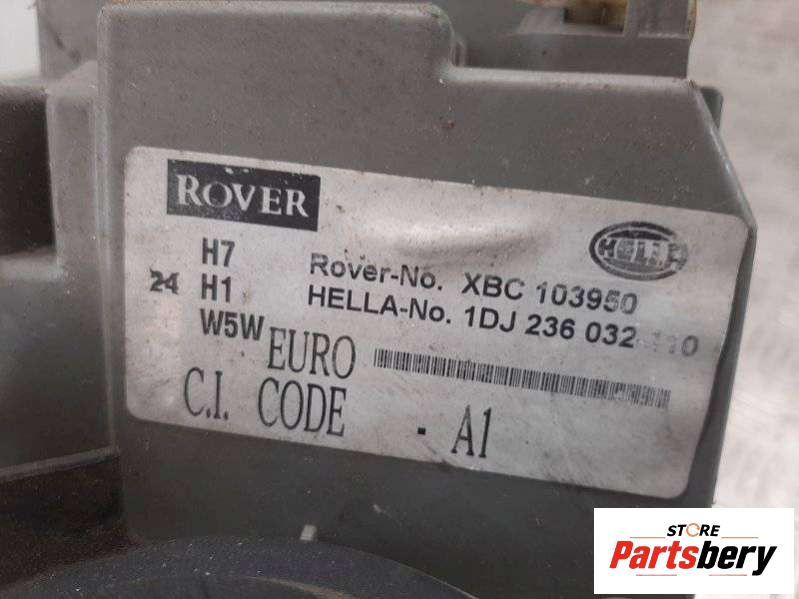 ROVER
HELLA
H7
24 H1
W5W
Rover-No. XBC 103950
HELLA-No. 1DJ 236 032-110
EURO
C.I. CODE - A1
STORE
Partsbery